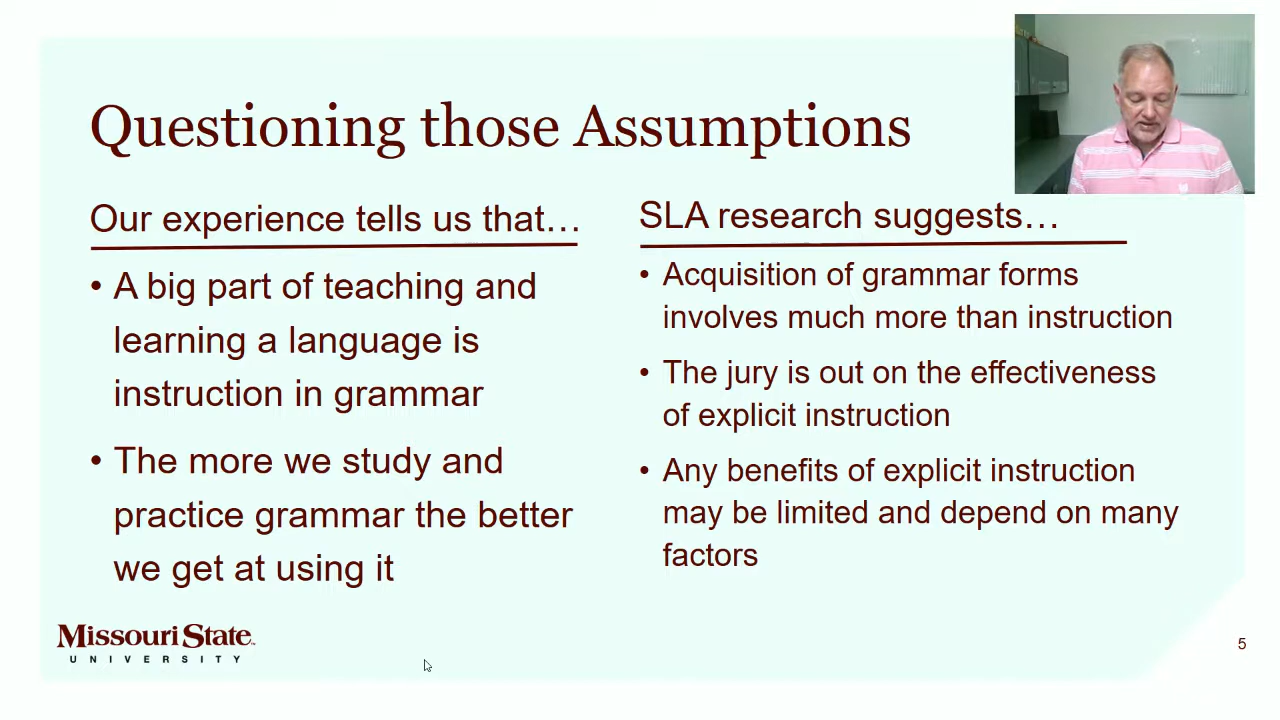 Questioning those Assumptions
Our experience tells us that…
• A big part of teaching and
learning a language is
instruction in grammar
• The more we study and
practice grammar the better
we get at using it
SLA research suggests…
• Acquisition of grammar forms
involves much more than instruction
• The jury is out on the effectiveness
of explicit instruction
• Any benefits of explicit instruction
may be limited and depend on many
factors
Missouri State™
UNIVERSITY
5